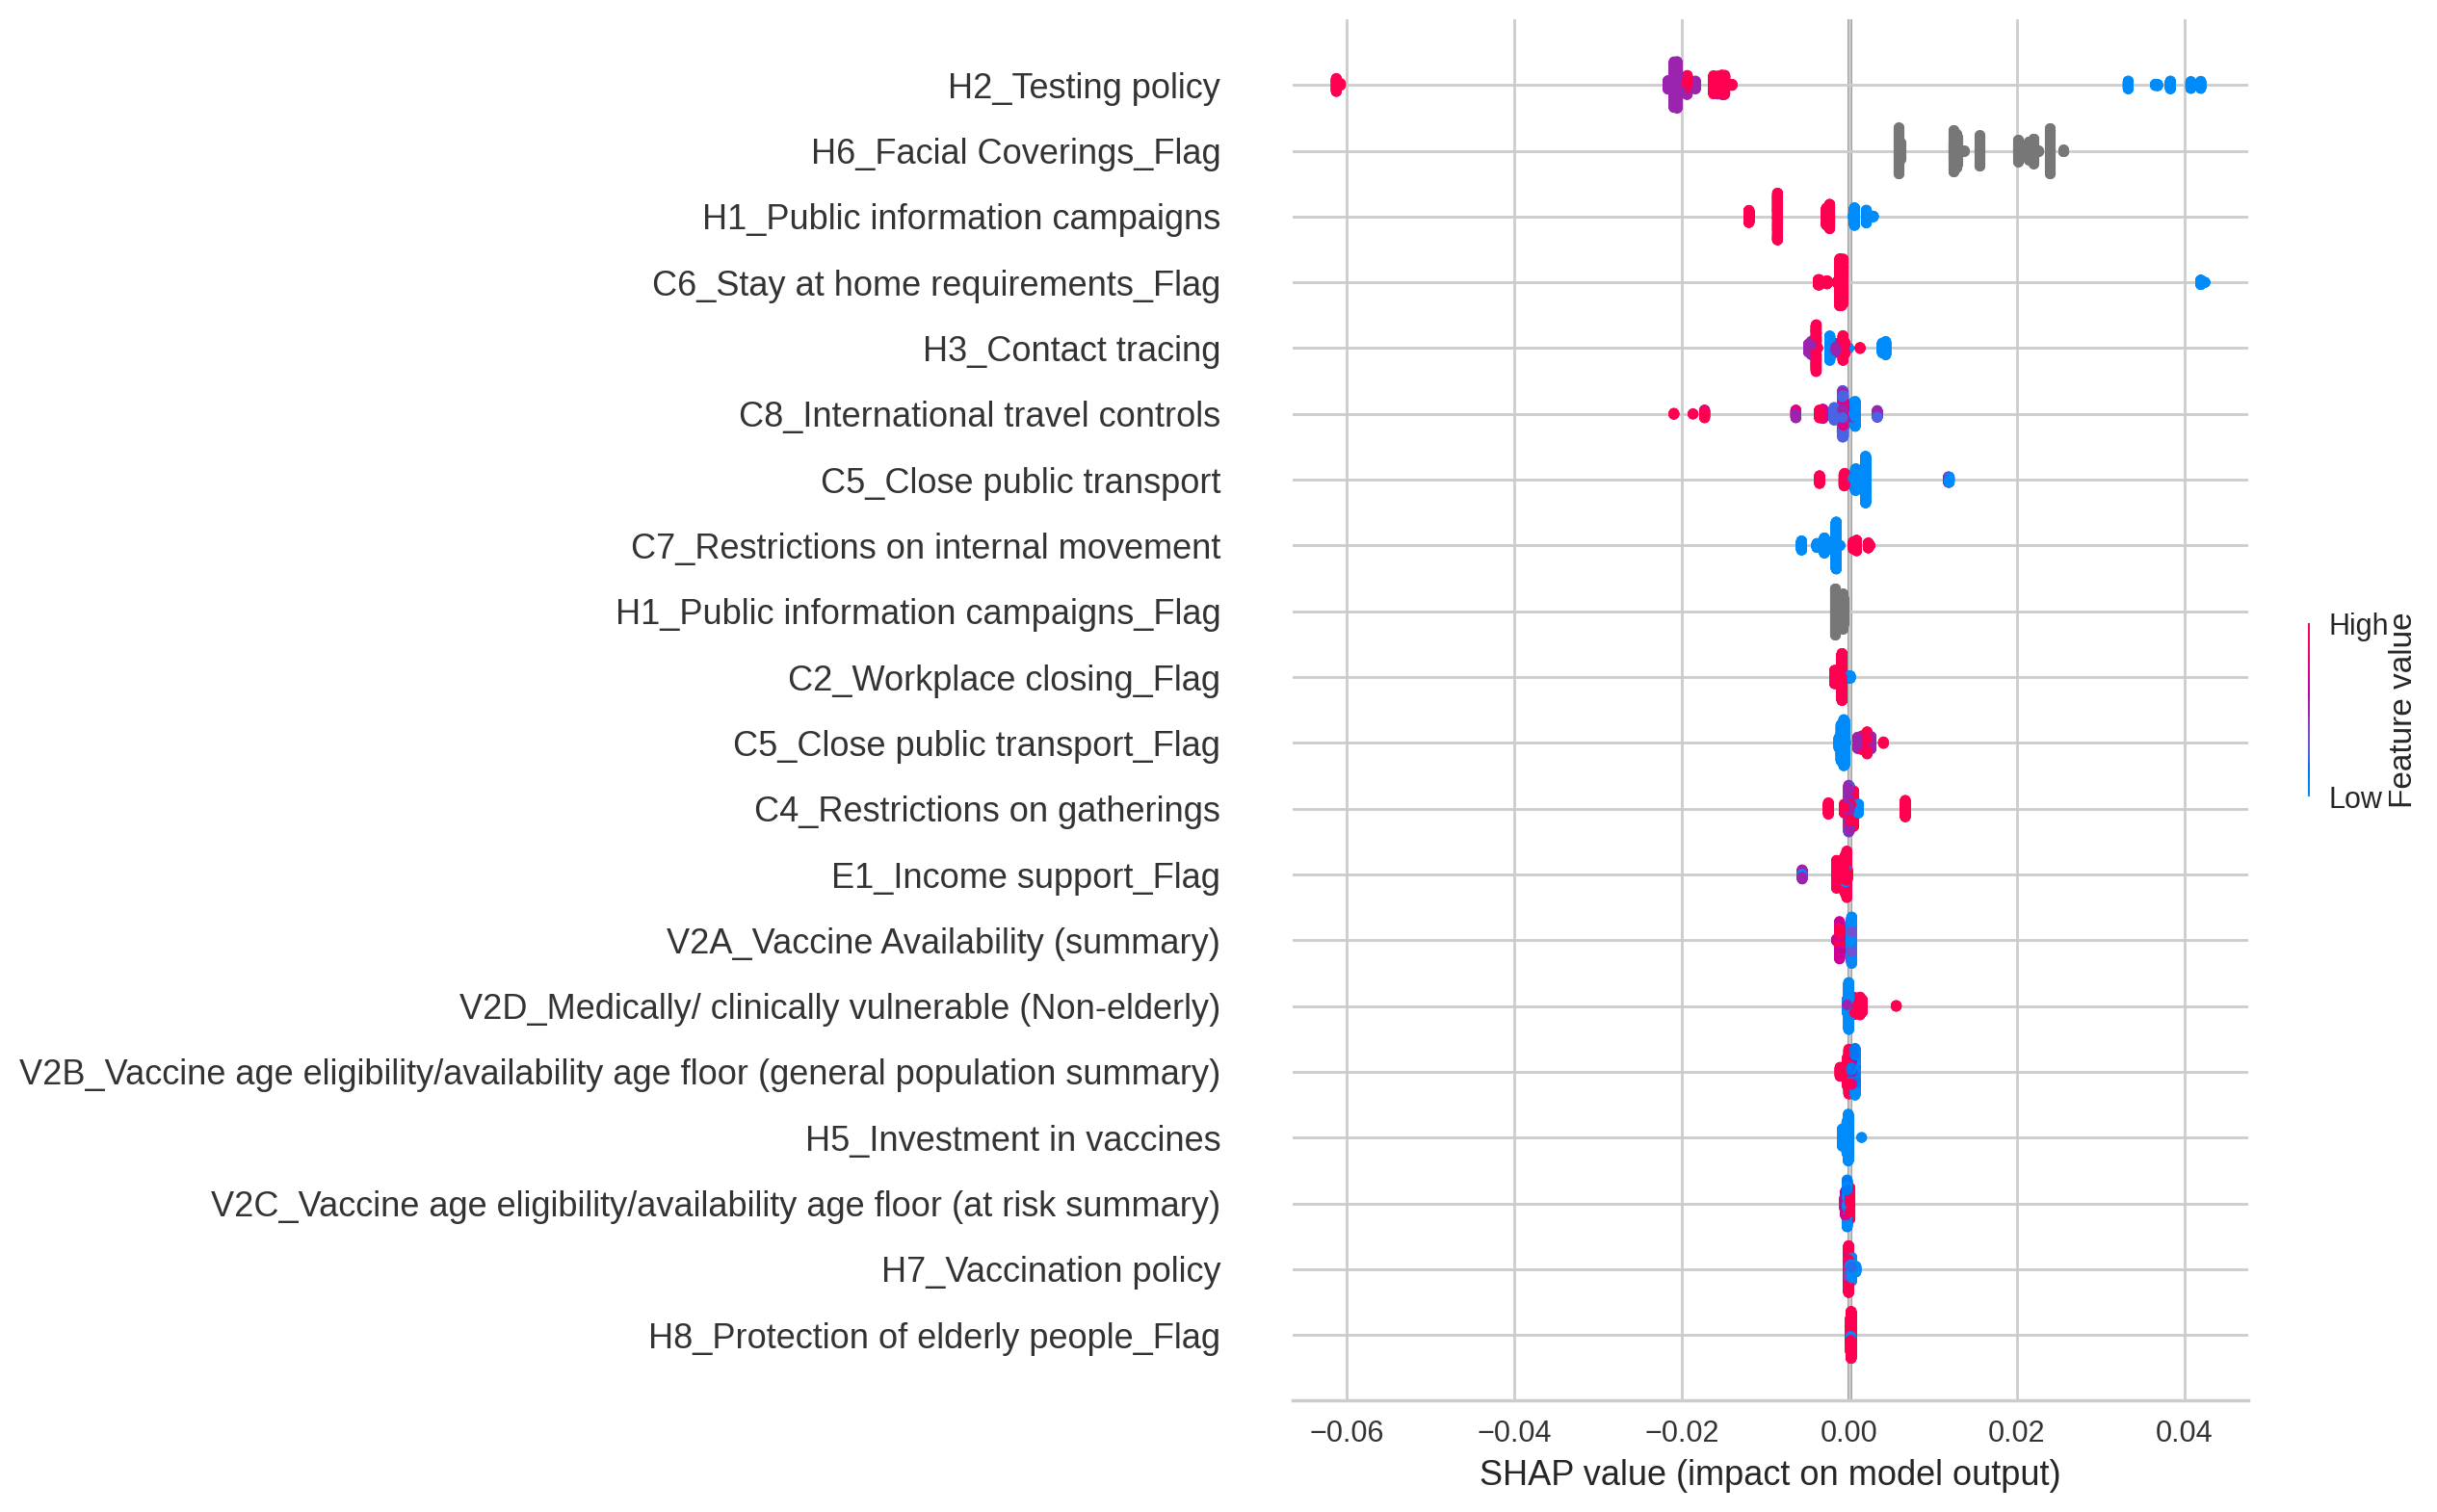 H2_Testing policy
H6_Facial Coverings_Flag
H1_Public information campaigns
C6_Stay at home requirements_Flag
H3_Contact tracing
C8_International travel controls
C5_Close public transport
C7_Restrictions on internal movement
H1_Public information campaigns_Flag
C2_Workplace closing_Flag
C5_Close public transport_Flag
C4_Restrictions on gatherings
E1_Income support_Flag
V2A_Vaccine Availability (summary)
V2D_Medically/ clinically vulnerable (Non-elderly)
V2B_Vaccine age eligibility/availability age floor (general population summary)
H5_Investment in vaccines
V2C_Vaccine age eligibility/availability age floor (at risk summary)
H7_Vaccination policy
H8_Protection of elderly people_Flag
−0.06 −0.04 −0.02 0.00 0.02 0.04
SHAP value (impact on model output)
High
Low
Feature value